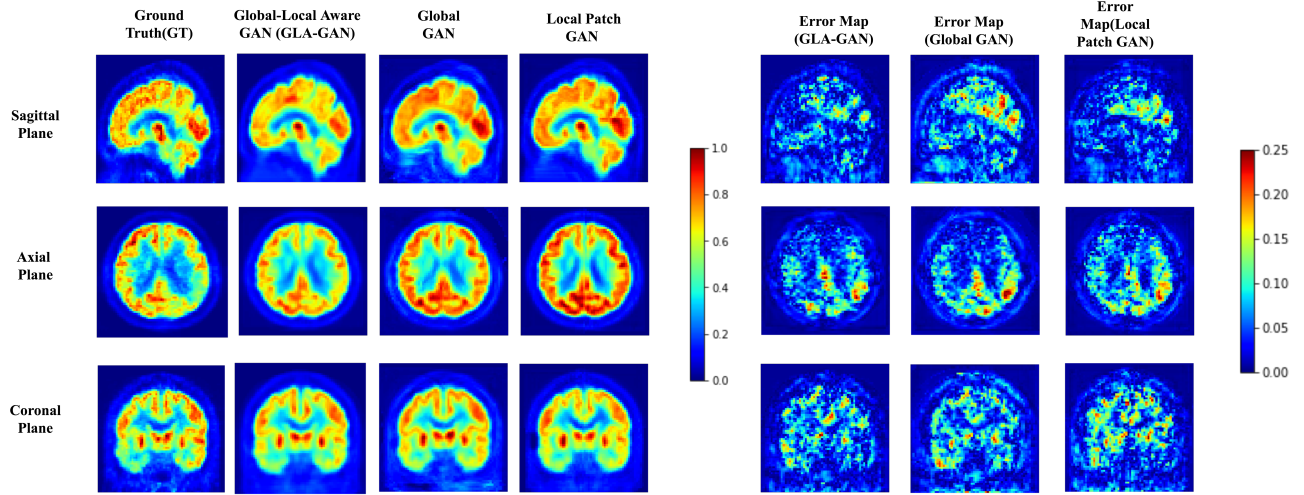 Ground
Truth(GT)
Global-Local Aware
GAN (GLA-GAN)
Global
GAN
Local Patch
GAN
Error Map
(GLA-GAN)
Error Map
(Global GAN)
Error
Map(Local
Patch GAN)
Sagittal
Plane
Axial
Plane
Coronal
Plane
1.0
0.8
0.6
0.4
0.2
0.0
0.25
0.20
0.15
0.10
0.05
0.00